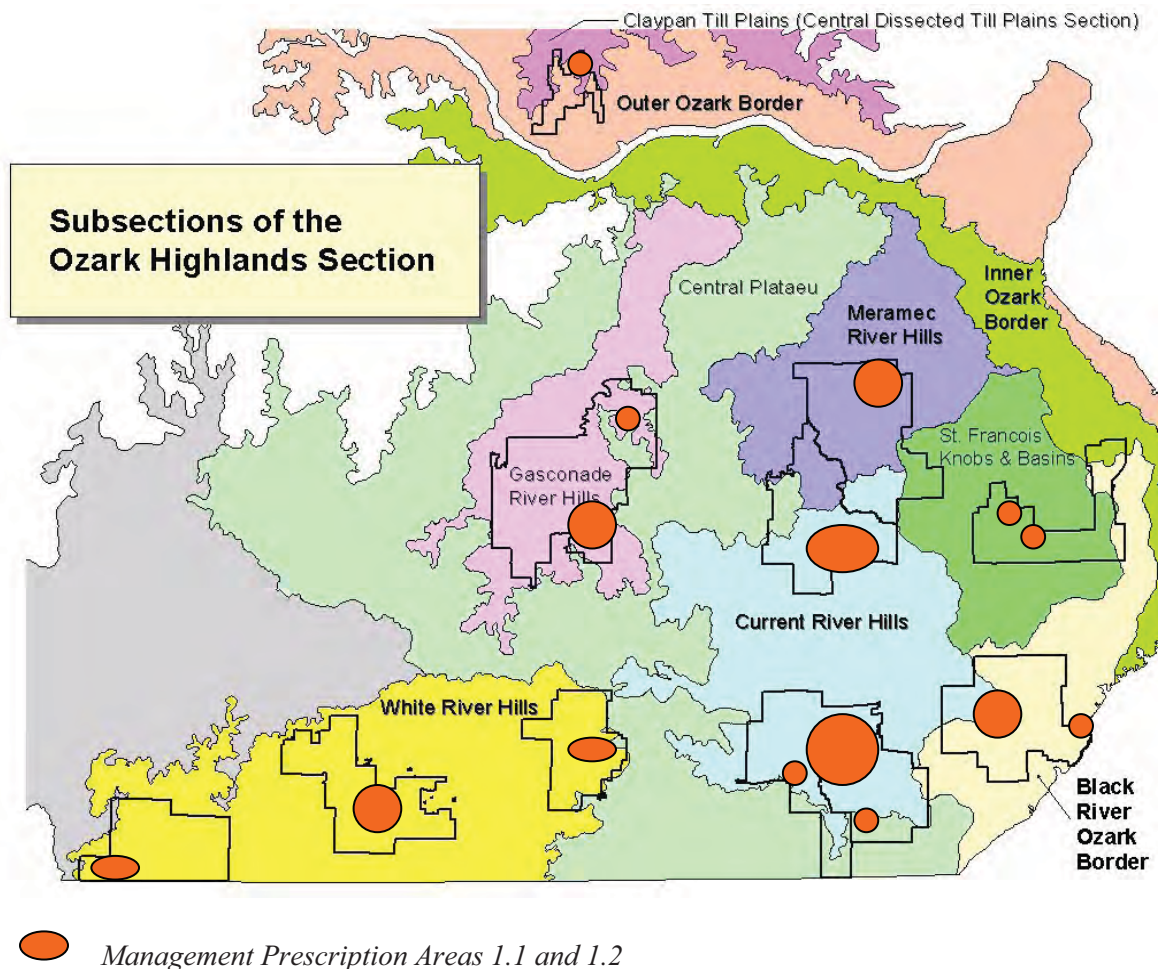 Claypan Till Plains (Central Dissected Till Plains Section)
Outer Ozark Border
Subsections of the
Ozark Highlands Section
Central Plataeu
Inner
Ozark
Border
Meramec
River Hills
St. Francois
Knobs & Basins
Gasconade
River Hills
Current River Hills
White River Hills
Black
River
Ozark
Border
Management Prescription Areas 1.1 and 1.2